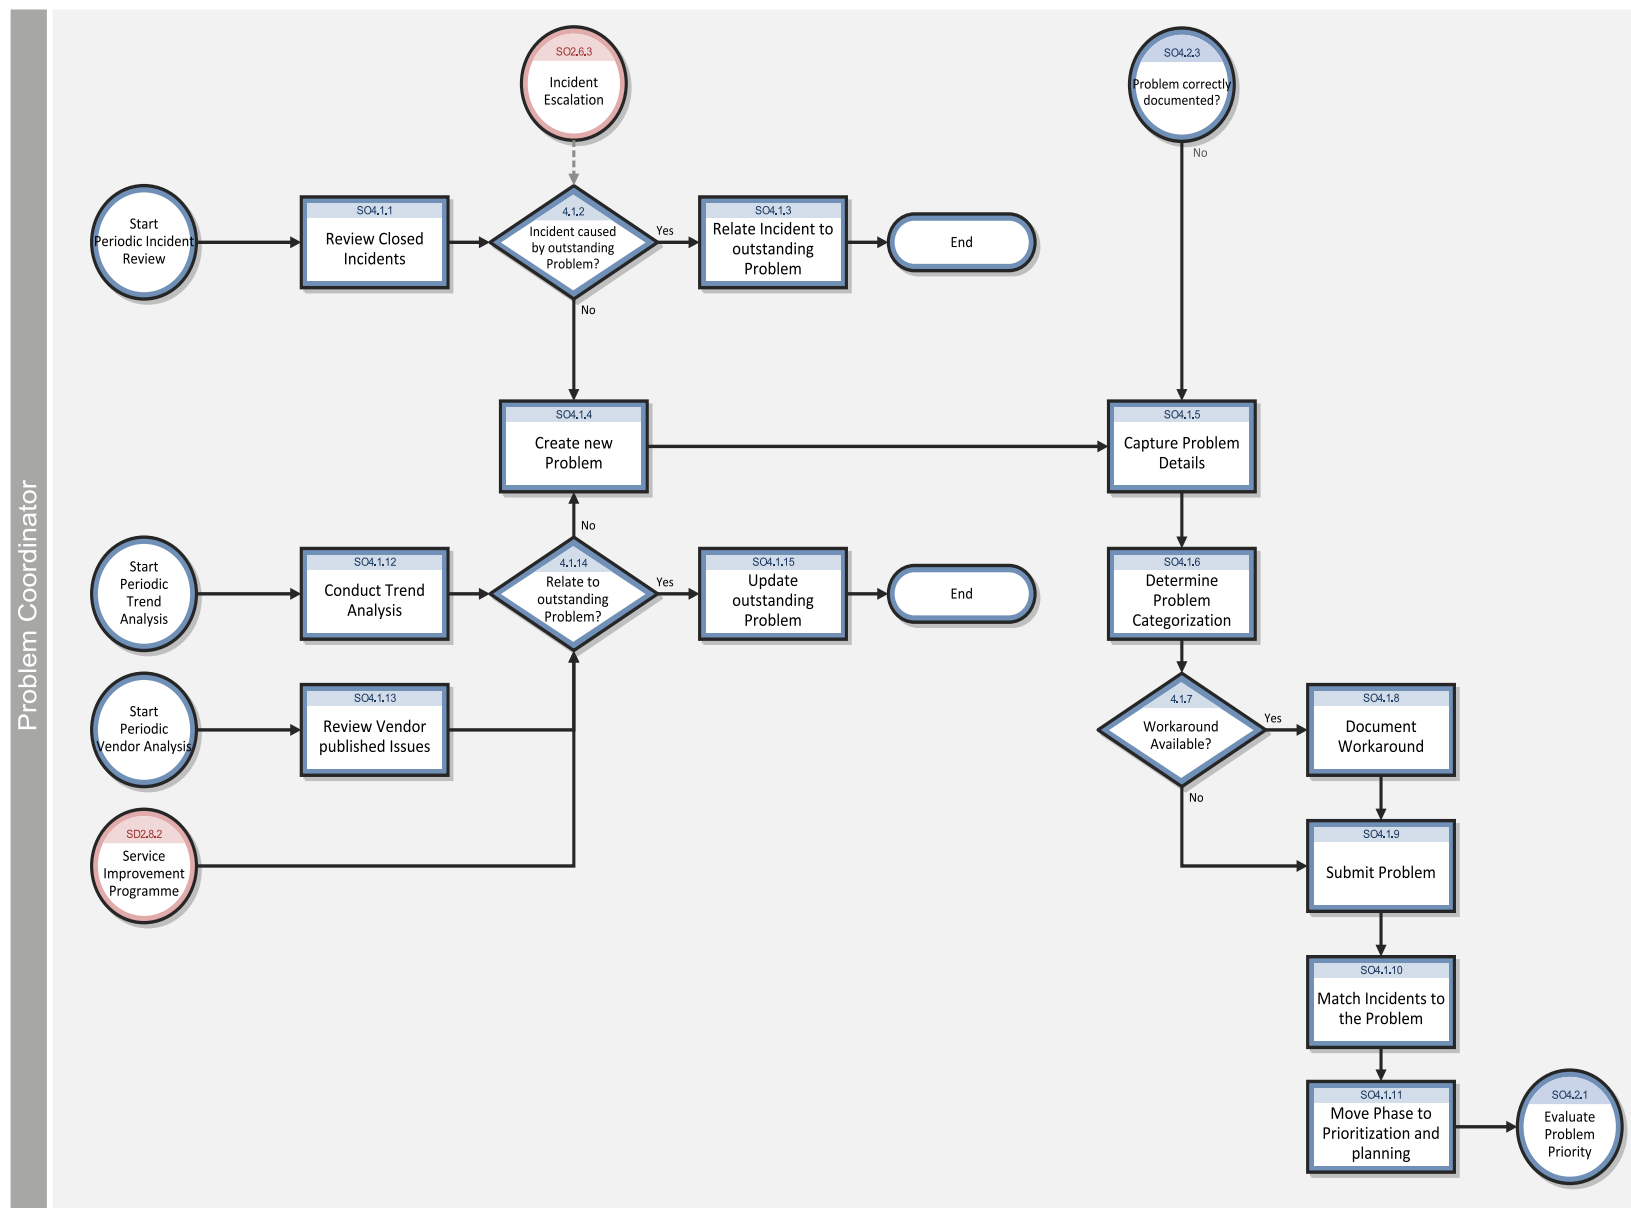 Problem Coordinator
SO2.6.3
Incident
Escalation
SO4.2.3
Problem correctly
documented?
No
Start
Periodic Incident
Review
SO4.1.1
Review Closed
Incidents
4.1.2
Incident caused
by outstanding
Problem?
Yes
No
SO4.1.3
Relate Incident to
outstanding
Problem
End
SO4.1.4
Create new
Problem
SO4.1.5
Capture Problem
Details
No
Start
Periodic
Trend
Analysis
SO4.1.12
Conduct Trend
Analysis
4.1.14
Relate to
outstanding
Problem?
Yes
SO4.1.15
Update
outstanding
Problem
End
SO4.1.6
Determine
Problem
Categorization
Start
Periodic
Vendor Analysis
SO4.1.13
Review Vendor
published Issues
4.1.7
Workaround
Available?
Yes
No
SO4.1.8
Document
Workaround
SD2.8.2
Service
Improvement
Programme
SO4.1.9
Submit Problem
SO4.1.10
Match Incidents to
the Problem
SO4.1.11
Move Phase to
Prioritization and
planning
SO4.2.1
Evaluate
Problem
Priority